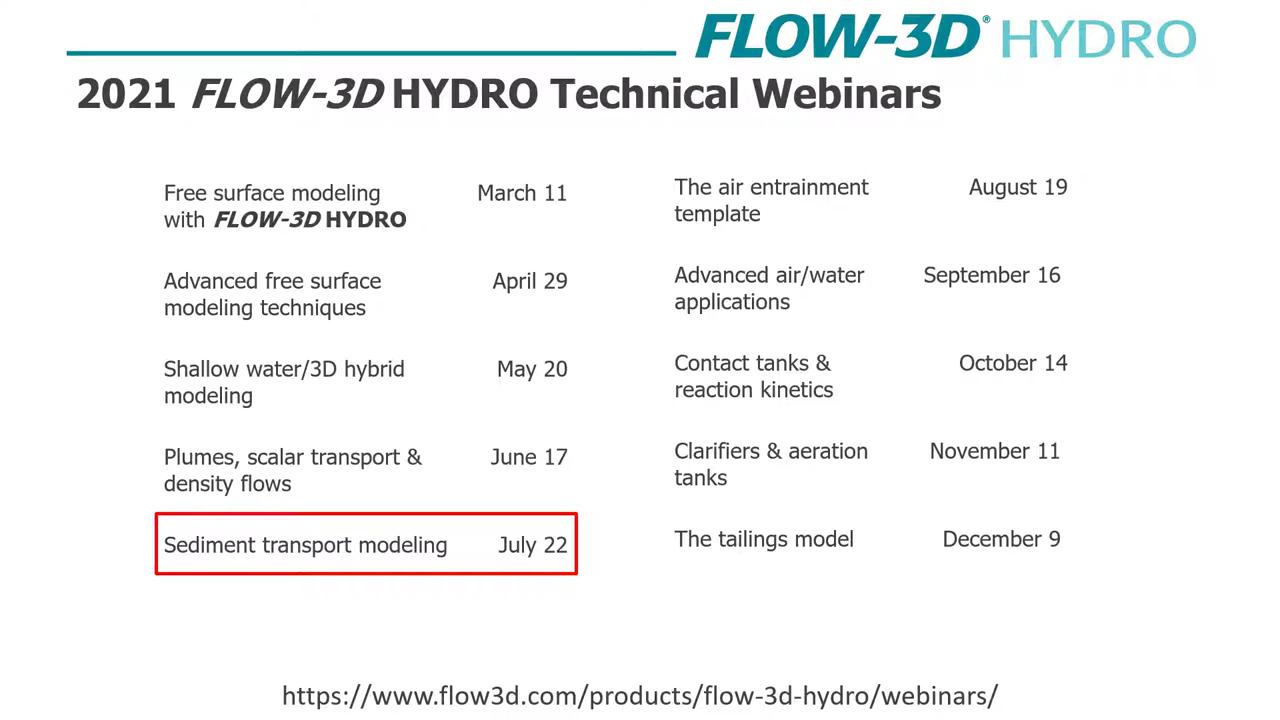 FLOW-3D® HYDRO
2021 FLOW-3D HYDRO Technical Webinars
Free surface modeling March 11
with FLOW-3D HYDRO
Advanced free surface April 29
modeling techniques
Shallow water/3D hybrid May 20
modeling
Plumes, scalar transport & June 17
density flows
Sediment transport modeling July 22
The air entrainment August 19
template
Advanced air/water September 16
applications
Contact tanks & October 14
reaction kinetics
Clarifiers & aeration November 11
tanks
The tailings model December 9
https://www.flow3d.com/products/flow-3d-hydro/webinars/